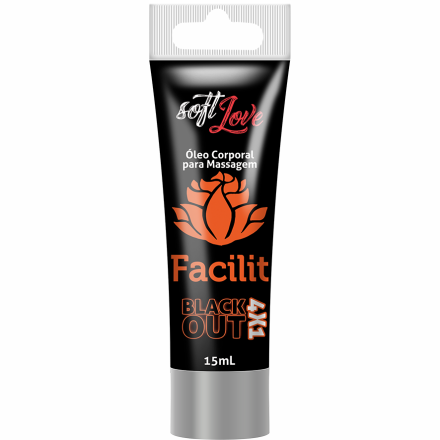 soft Love
Óleo Corporal
para Massagem
Facilit
BLACK
OUT
4X1
15mL